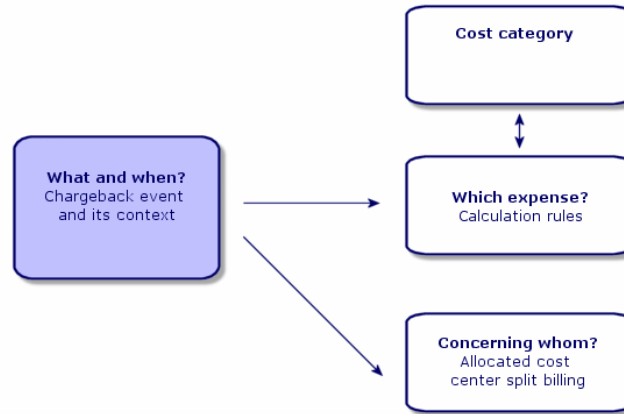 Cost category
What and when?
Chargeback event
and its context
Which expense?
Calculation rules
Concerning whom?
Allocated cost
center split billing